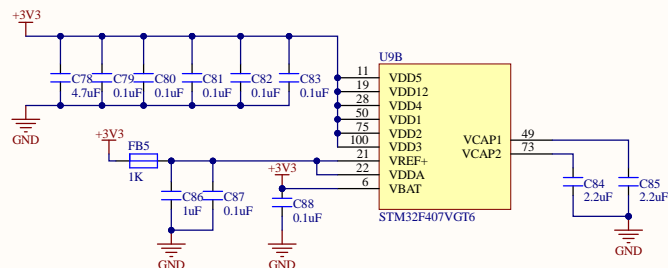 +3V3
U9B
C78
C79
C80
C81
C82
C83
4.7uF
0.1uF
0.1uF
0.1uF
0.1uF
0.1uF
GND
11
VDD5
19
VDD12
28
VDD4
50
VDD1
75
VDD2
100
VDD3
21
VREF+
22
VDDA
6
VBAT
VCAP1
49
VCAP2
73
STM32F407VGT6
+3V3
FB5
1K
C86
1uF
C87
0.1uF
GND
+3V3
C88
0.1uF
GND
C84
2.2uF
C85
2.2uF
GND